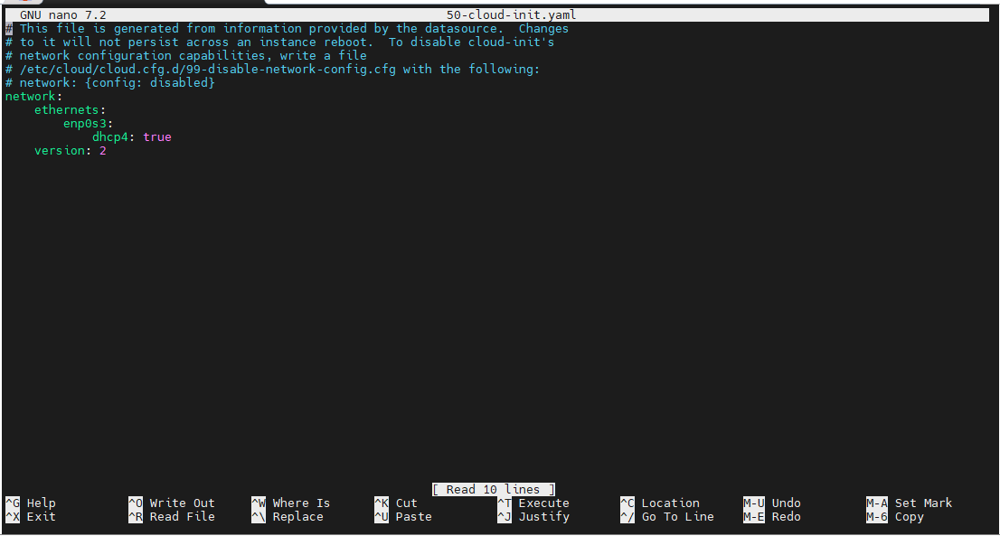 GNU nano 7.2 50-cloud-init.yaml
# This file is generated from information provided by the datasource.  Changes
# to it will not persist across an instance reboot.  To disable cloud-init's
# network configuration capabilities, write a file
# /etc/cloud/cloud.cfg.d/99-disable-network-config.cfg with the following:
# network: {config: disabled}
network:
    ethernets:
        enp0s3:
            dhcp4: true
    version: 2
[ Read 10 lines ]
^G Help ^O Write Out ^W Where Is ^K Cut ^T Execute ^C Location M-U Undo M-A Set Mark
^X Exit ^R Read File ^\ Replace ^U Paste ^J Justify ^/ Go To Line M-E Redo M-6 Copy